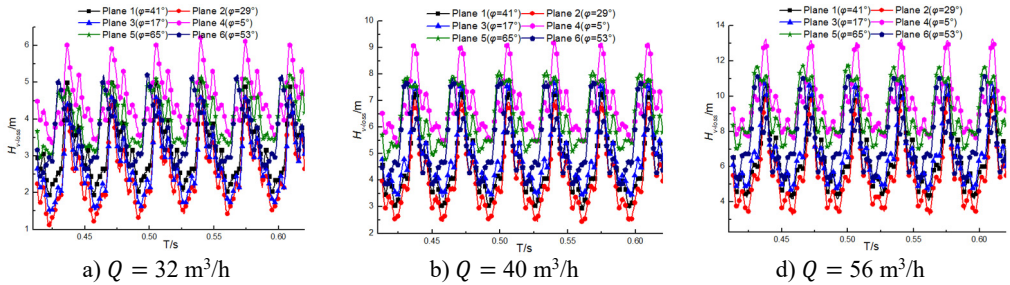 Plane 1(φ=41°) Plane 2(φ=29°)
Plane 3(φ=17°) Plane 4(φ=5°)
Plane 5(φ=65°) Plane 6(φ=53°)
6
5
4
3
2
1
H v-loss/m
0.45 0.50 0.55 0.60
T/s
a) Q = 32 m³/h
Plane 1(φ=41°) Plane 2(φ=29°)
Plane 3(φ=17°) Plane 4(φ=5°)
Plane 5(φ=65°) Plane 6(φ=53°)
10
9
8
7
6
5
4
3
2
H v-loss/m
0.45 0.50 0.55 0.60
T/s
b) Q = 40 m³/h
Plane 1(φ=41°) Plane 2(φ=29°)
Plane 3(φ=17°) Plane 4(φ=5°)
Plane 5(φ=65°) Plane 6(φ=53°)
14
12
10
8
6
4
H v-loss/m
0.45 0.50 0.55 0.60
T/s
d) Q = 56 m³/h